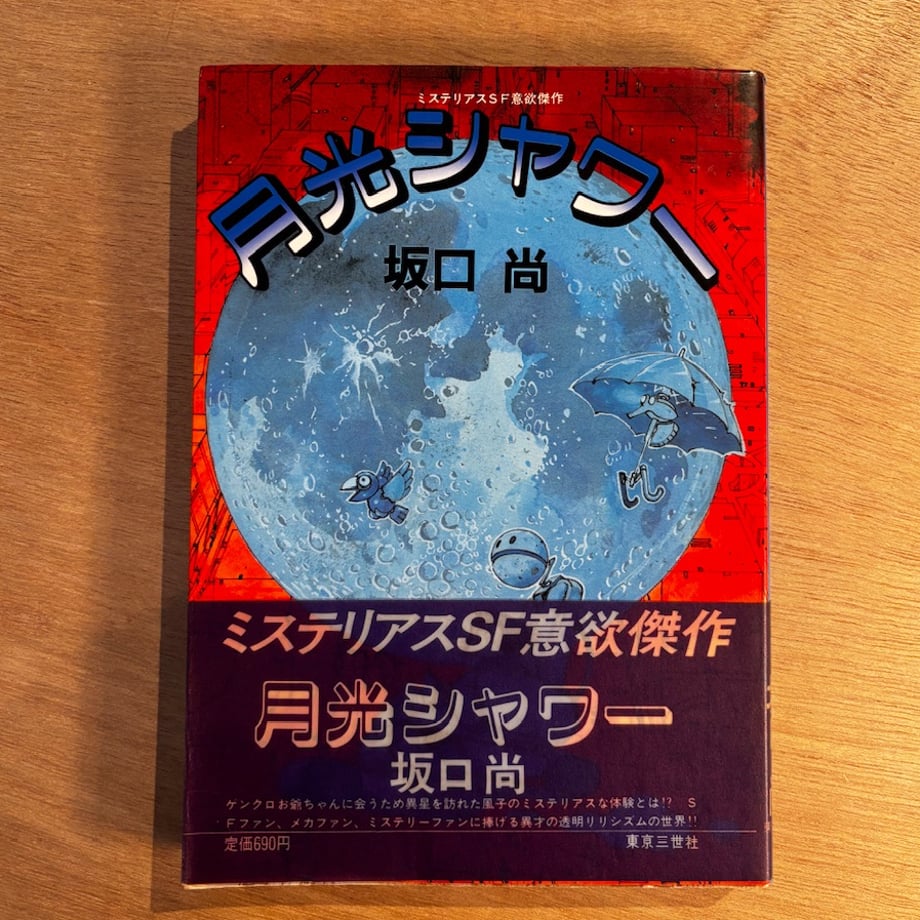 ミステリアスSF意欲傑作
月光シャワー
坂口 尚
ミステリアスSF意欲傑作
月光シャワー
坂口 尚
ゲンクロお爺ちゃんに会うため異星を訪れた風子のミステリアスな体験とは!? S
Fファン、メカファン、ミステリーファンに捧げる異才の透明リリシズムの世界!!
定価690円 東京三世社